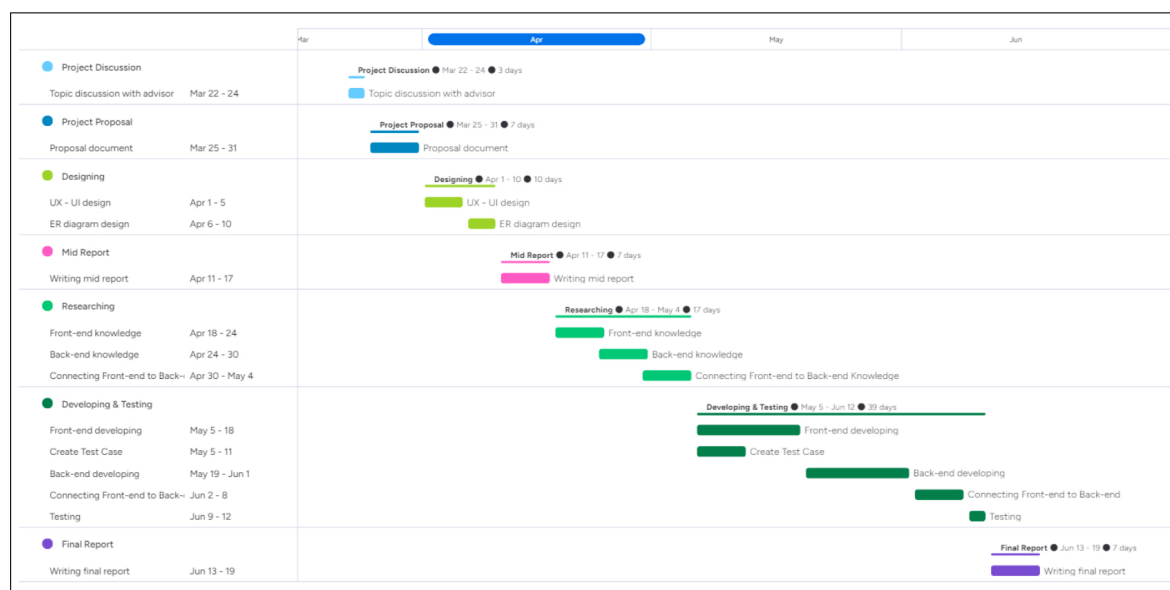 Mar Apr May Jun
Project Discussion
Project Discussion ● Mar 22 - 24 ● 3 days
Topic discussion with advisor Mar 22 - 24
Topic discussion with advisor
Project Proposal
Project Proposal ● Mar 25 - 31 ● 7 days
Proposal document Mar 25 - 31
Proposal document
Designing
Designing ● Apr 1 - 10 ● 10 days
UX - UI design Apr 1 - 5
UX - UI design
ER diagram design Apr 6 - 10
ER diagram design
Mid Report
Mid Report ● Apr 11 - 17 ● 7 days
Writing mid report Apr 11 - 17
Writing mid report
Researching
Researching ● Apr 18 - May 4 ● 17 days
Front-end knowledge Apr 18 - 24
Front-end knowledge
Back-end knowledge Apr 24 - 30
Back-end knowledge
Connecting Front-end to Back- Apr 30 - May 4
Connecting Front-end to Back-end Knowledge
Developing & Testing
Developing & Testing ● May 5 - Jun 12 ● 39 days
Front-end developing May 5 - 18
Front-end developing
Create Test Case May 5 - 11
Create Test Case
Back-end developing May 19 - Jun 1
Back-end developing
Connecting Front-end to Back- Jun 2 - 8
Connecting Front-end to Back-end
Testing Jun 9 - 12
Testing
Final Report
Final Report ● Jun 13 - 19 ● 7 days
Writing final report Jun 13 - 19
Writing final report